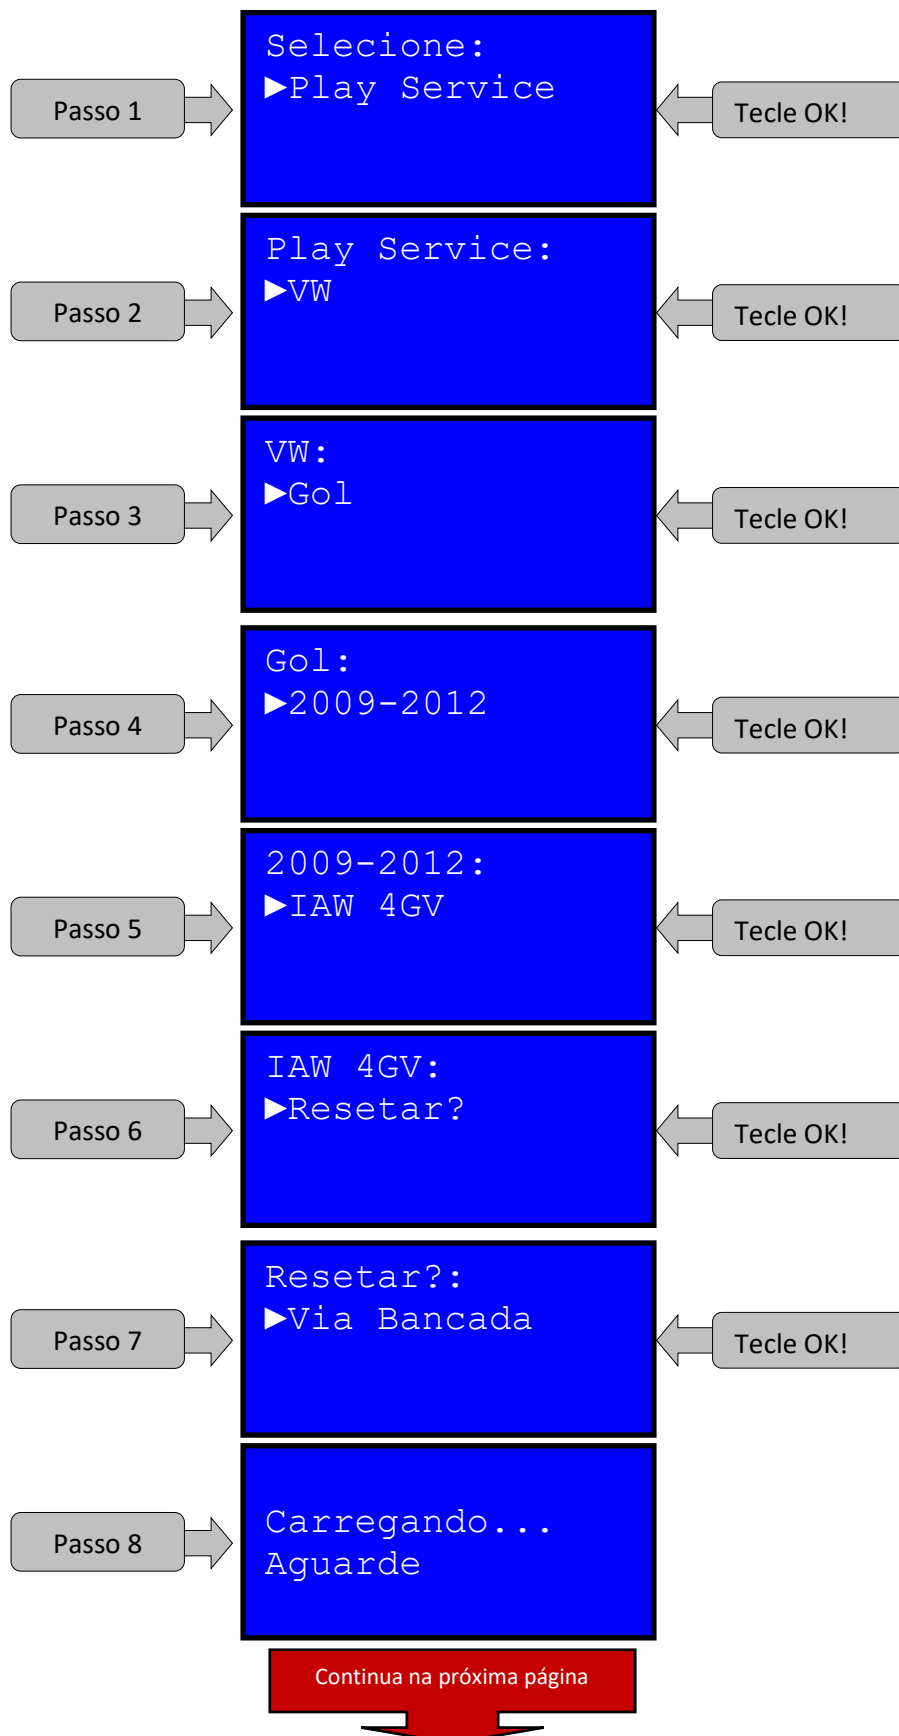 Selecione:
►Play Service
Passo 1
Tecle OK!
Play Service:
►VW
Passo 2
Tecle OK!
VW:
►Gol
Passo 3
Tecle OK!
Gol:
►2009-2012
Passo 4
Tecle OK!
2009-2012:
►IAW 4GV
Passo 5
Tecle OK!
IAW 4GV:
►Resetar?
Passo 6
Tecle OK!
Resetar?:
►Via Bancada
Passo 7
Tecle OK!
Carregando...
Aguarde
Passo 8
Continua na próxima página